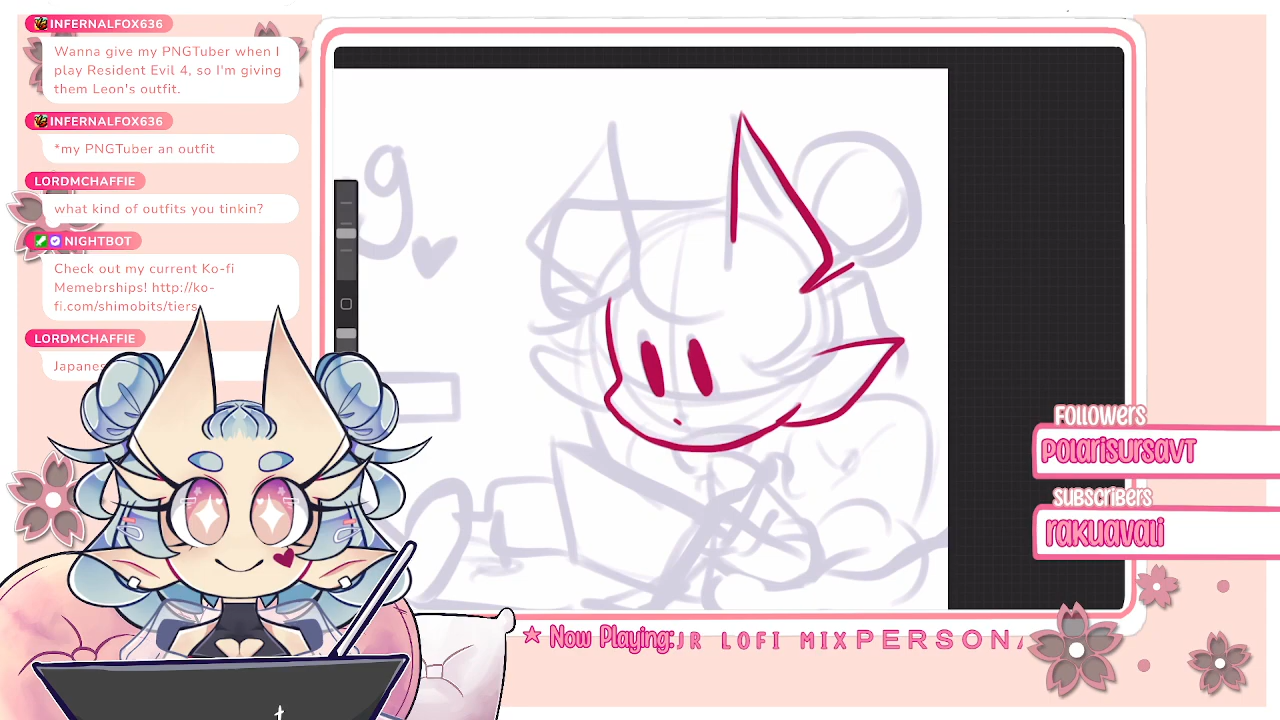 INFERNALFOX636
Wanna give my PNGTuber when I
play Resident Evil 4, so I'm giving
them Leon's outfit.
INFERNALFOX636
*my PNGTuber an outfit
LORDMCHAFFIE
what kind of outfits you tinkin?
NIGHTBOT
Check out my current Ko-fi
Memebrships! http://ko-
fi.com/shimobits/tiers
LORDMCHAFFIE
g
Followers
PolarisUrsaVT
Subscribers
rakuavali
Now Playing: JR LOFI MIX PERSONA